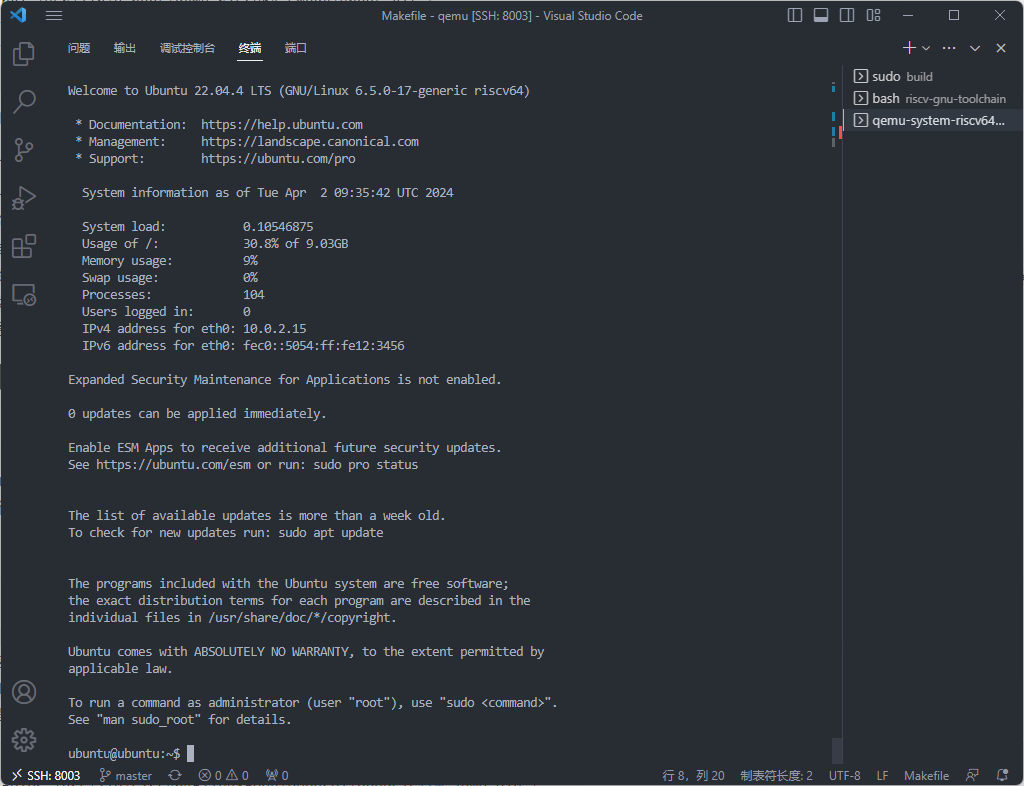 Makefile - qemu [SSH: 8003] - Visual Studio Code
问题 输出 调试控制台 终端 端口
Welcome to Ubuntu 22.04.4 LTS (GNU/Linux 6.5.0-17-generic riscv64)
* Documentation:  https://help.ubuntu.com
* Management:     https://landscape.canonical.com
* Support:        https://ubuntu.com/pro
System information as of Tue Apr  2 09:35:42 UTC 2024
System load:           0.10546875
Usage of /:            30.8% of 9.03GB
Memory usage:          9%
Swap usage:            0%
Processes:             104
Users logged in:       0
IPv4 address for eth0: 10.0.2.15
IPv6 address for eth0: fec0::5054:ff:fe12:3456
Expanded Security Maintenance for Applications is not enabled.
0 updates can be applied immediately.
Enable ESM Apps to receive additional future security updates.
See https://ubuntu.com/esm or run: sudo pro status
The list of available updates is more than a week old.
To check for new updates run: sudo apt update
The programs included with the Ubuntu system are free software;
the exact distribution terms for each program are described in the
individual files in /usr/share/doc/*/copyright.
Ubuntu comes with ABSOLUTELY NO WARRANTY, to the extent permitted by
applicable law.
To run a command as administrator (user "root"), use "sudo <command>".
See "man sudo_root" for details.
ubuntu@ubuntu:~$
sudo build
bash riscv-gnu-toolchain
qemu-system-riscv64...
SSH: 8003 master 0 0 0 行 8，列 20 制表符长度: 2 UTF-8 LF Makefile